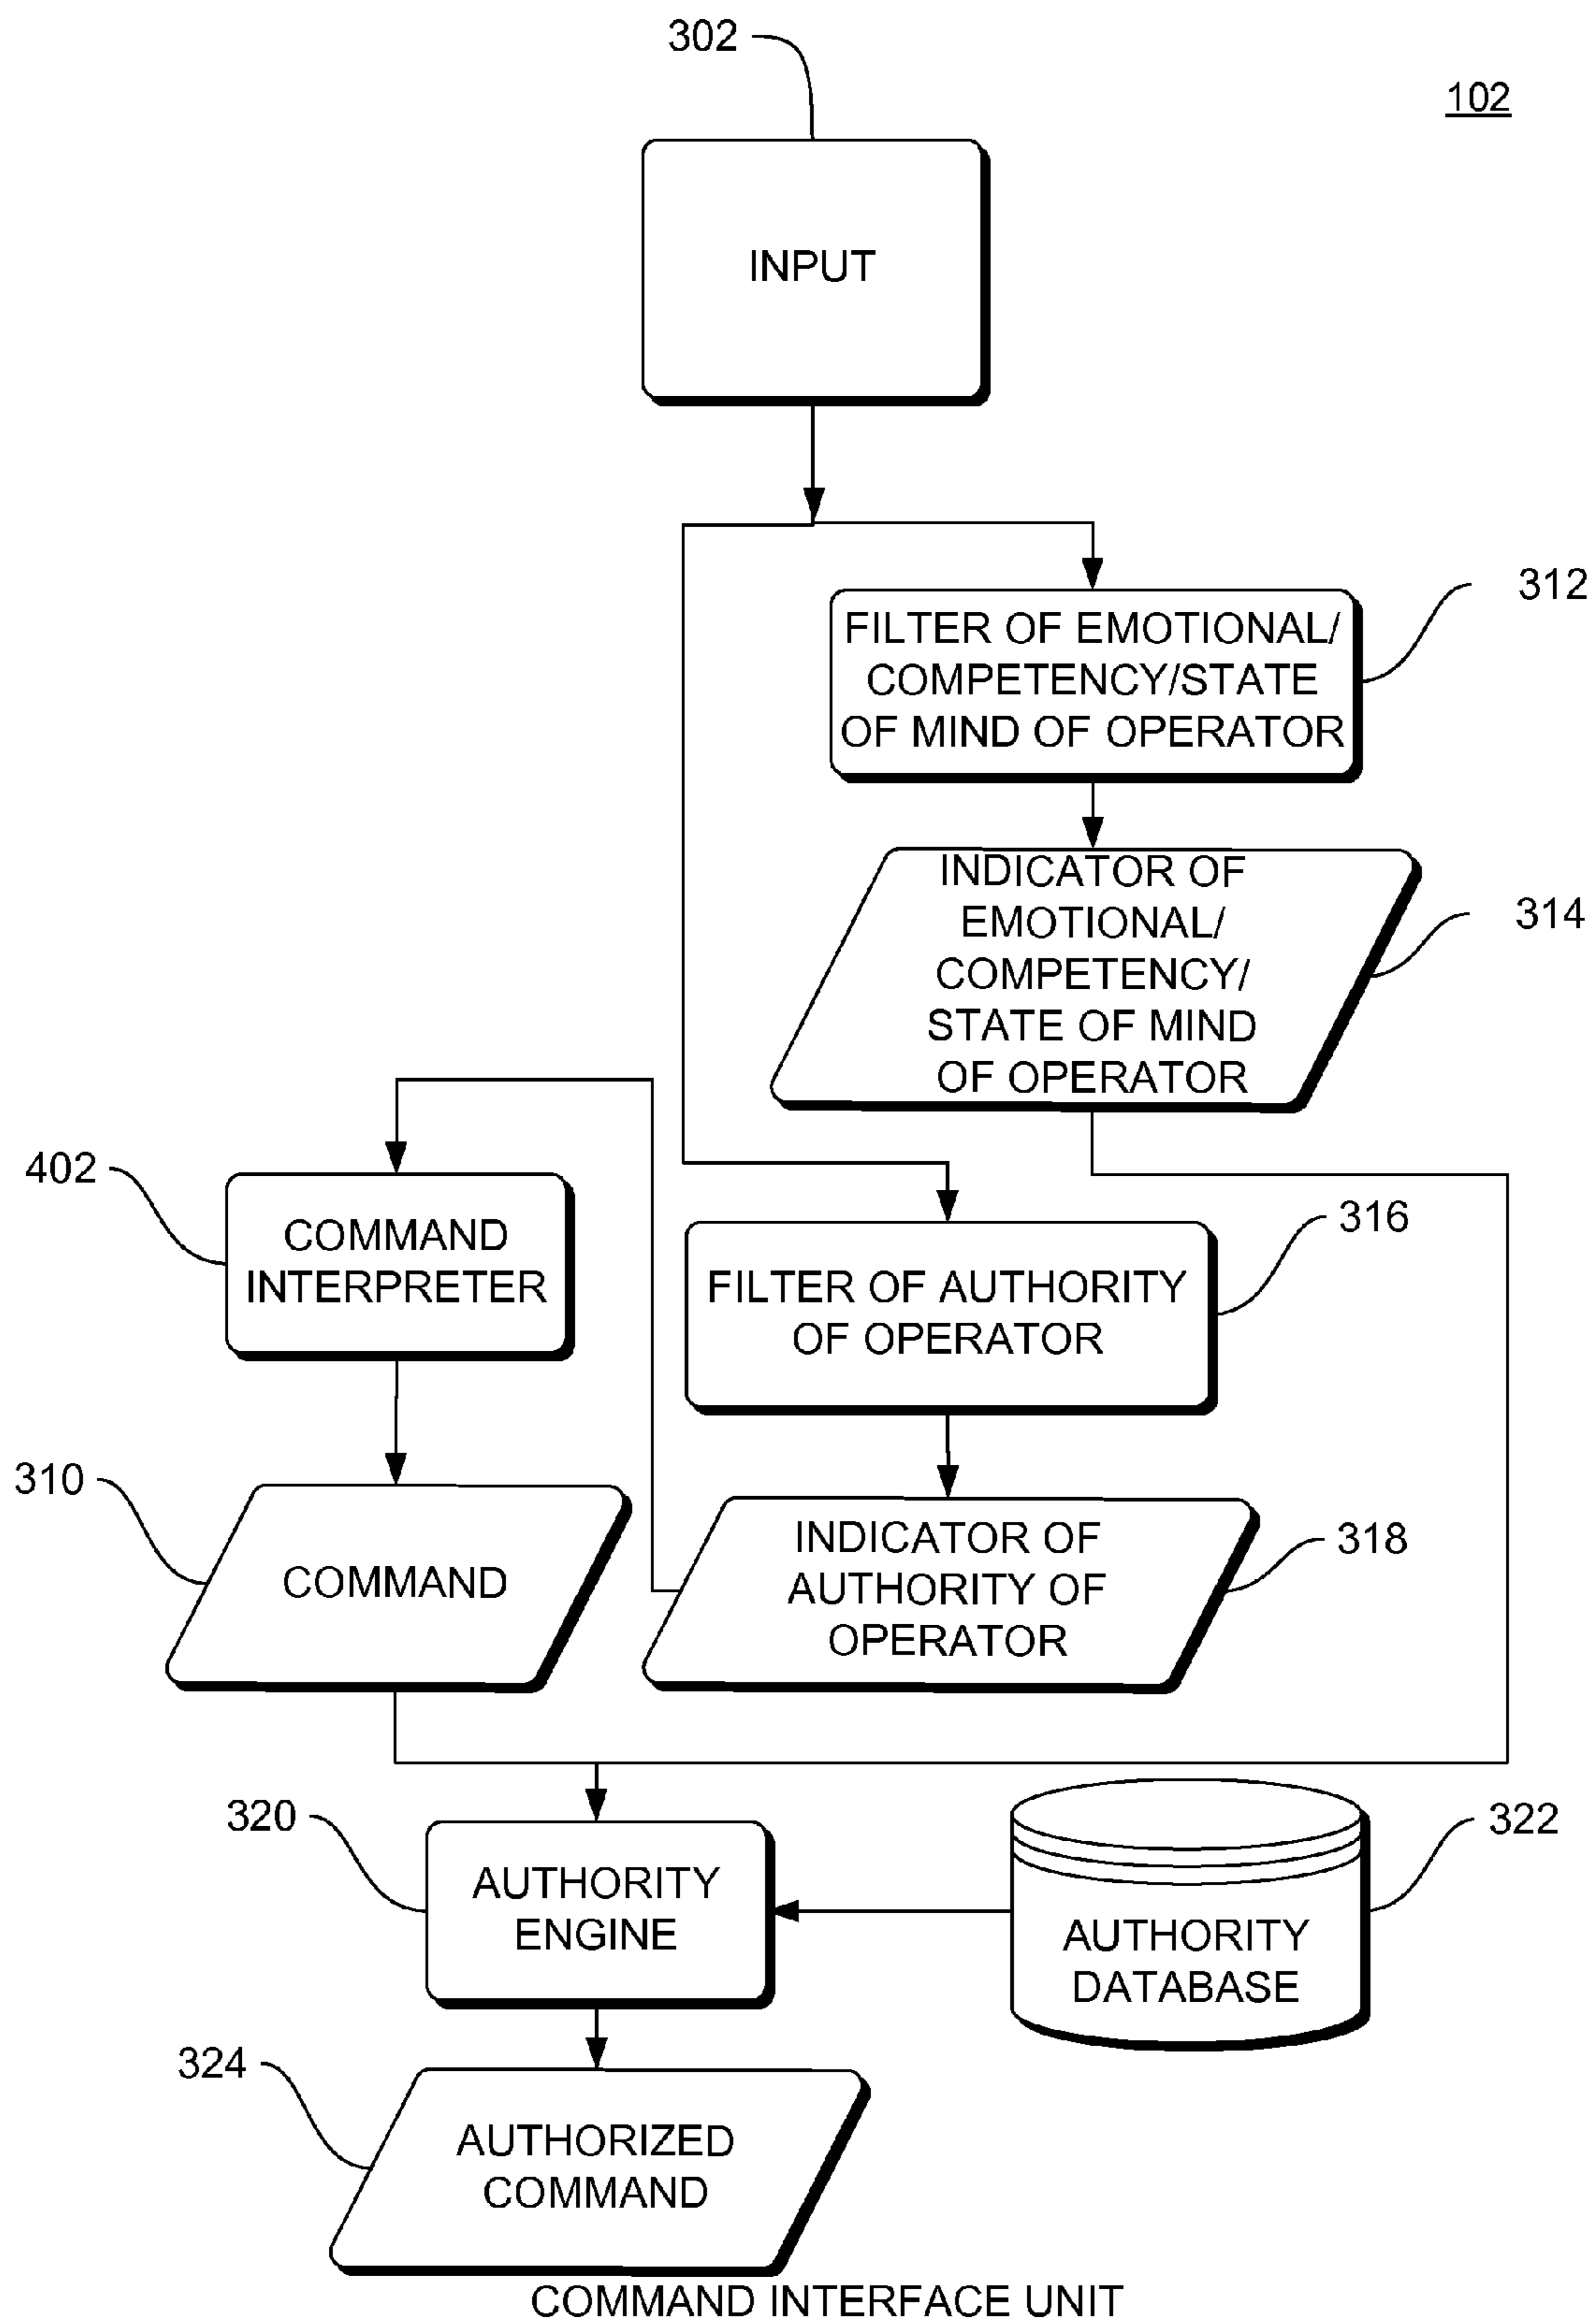 302
102
INPUT
312
FILTER OF EMOTIONAL/
COMPETENCY/STATE
OF MIND OF OPERATOR
INDICATOR OF
EMOTIONAL/
COMPETENCY/
STATE OF MIND
OF OPERATOR
314
402
COMMAND
INTERPRETER
316
FILTER OF AUTHORITY
OF OPERATOR
310
COMMAND
INDICATOR OF
AUTHORITY OF
OPERATOR
318
320
AUTHORITY
ENGINE
322
AUTHORITY
DATABASE
324
AUTHORIZED
COMMAND
COMMAND INTERFACE UNIT